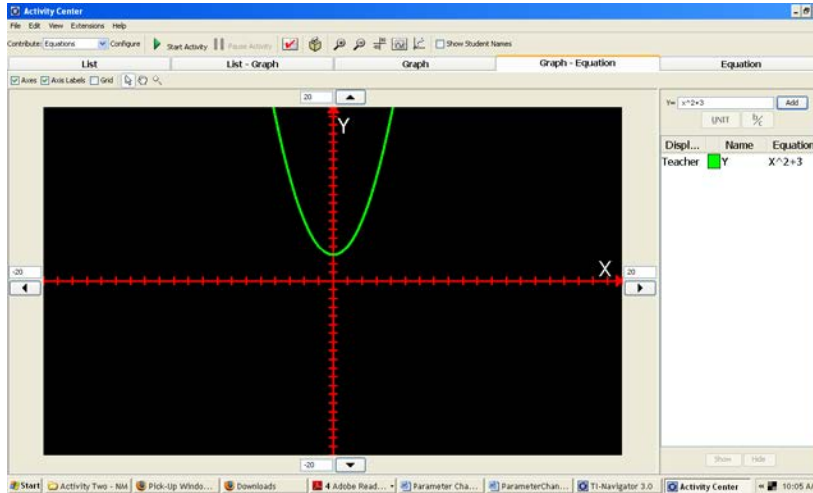 Activity Center
File Edit View Extensions Help
Contribute: Equations Configure Start Activity Pause Activity Show Student Names
List List - Graph Graph Graph - Equation Equation
Axes Axis Labels Grid
20
Y= x^2+3 Add
UNIT b/c
Displ... Name Equation
Teacher Y X^2+3
Y
X
-20 20
-20
Show Hide
Start Activity Two - NM Pick-Up Windo... Downloads 4 Adobe Read... Parameter Cha... ParameterChan... TI-Navigator 3.0 Activity Center 10:05 A